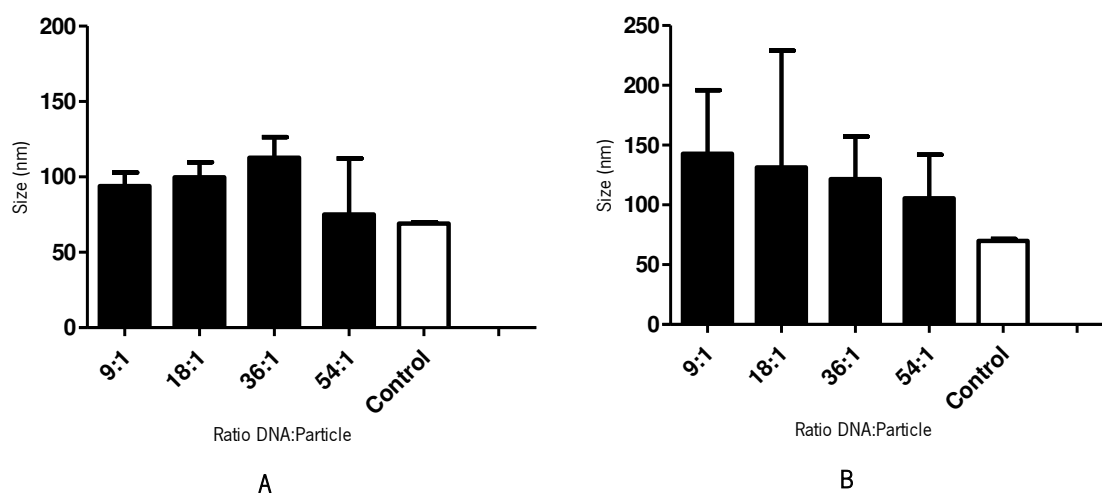 200
150
100
50
0
Size (nm)
9:1
18:1
36:1
54:1
Control
Ratio DNA:Particle
A
250
200
150
100
50
0
Size (nm)
9:1
18:1
36:1
54:1
Control
Ratio DNA:Particle
B